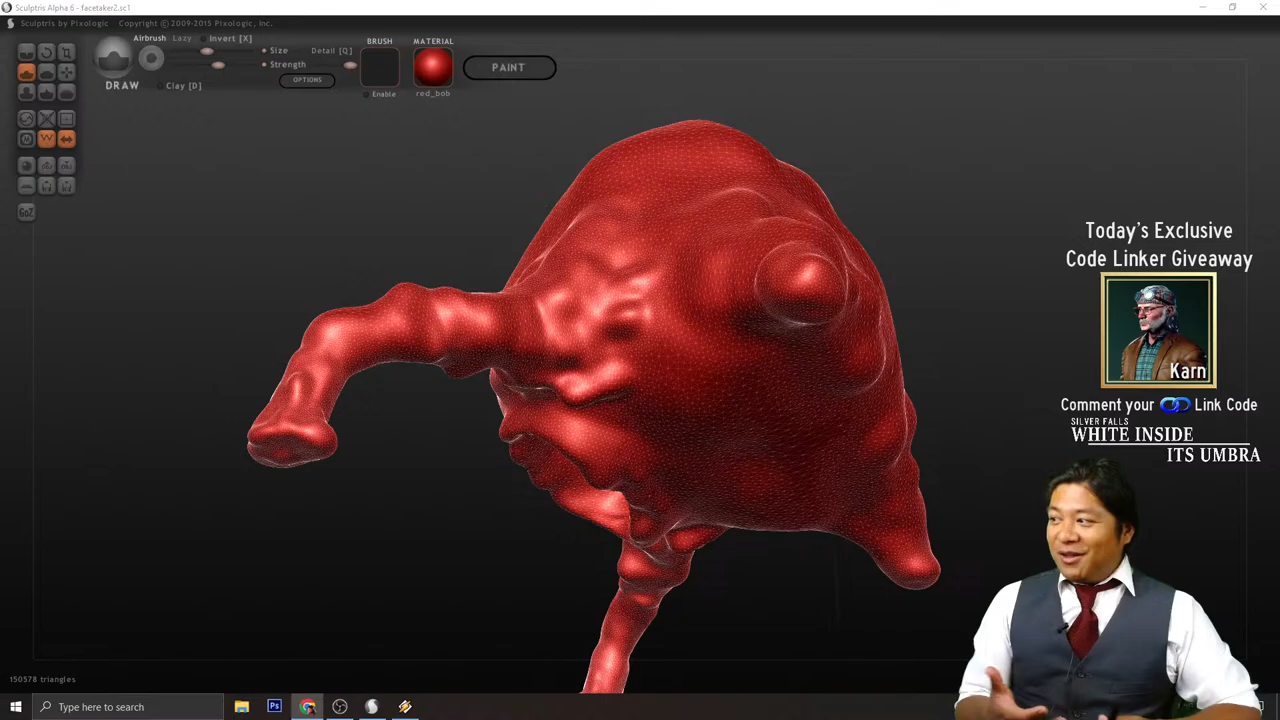 Sculptris Alpha 6 - facetaker2.sc1
Sculptris by Pixologic Copyright © 2009-2015 Pixologic, Inc.
Airbrush Lazy Invert [X]
Size Detail [Q]
Strength
OPTIONS
DRAW Clay [D]
BRUSH
Enable
MATERIAL
red_bob
PAINT
GoZ
Today's Exclusive
Code Linker Giveaway
Karn
Comment your Link Code
SILVER FALLS
WHITE INSIDE
ITS UMBRA
150578 triangles
Type here to search
Ps